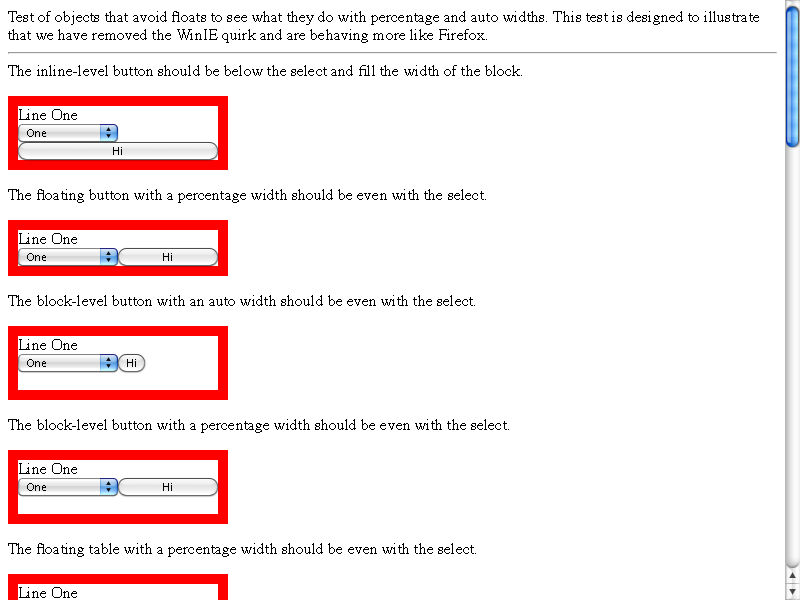 Test of objects that avoid floats to see what they do with percentage and auto widths. This test is designed to illustrate
that we have removed the WinIE quirk and are behaving more like Firefox.
The inline-level button should be below the select and fill the width of the block.
Line One
One
Hi
The floating button with a percentage width should be even with the select.
Line One
One Hi
The block-level button with an auto width should be even with the select.
Line One
One Hi
The block-level button with a percentage width should be even with the select.
Line One
One Hi
The floating table with a percentage width should be even with the select.
Line One